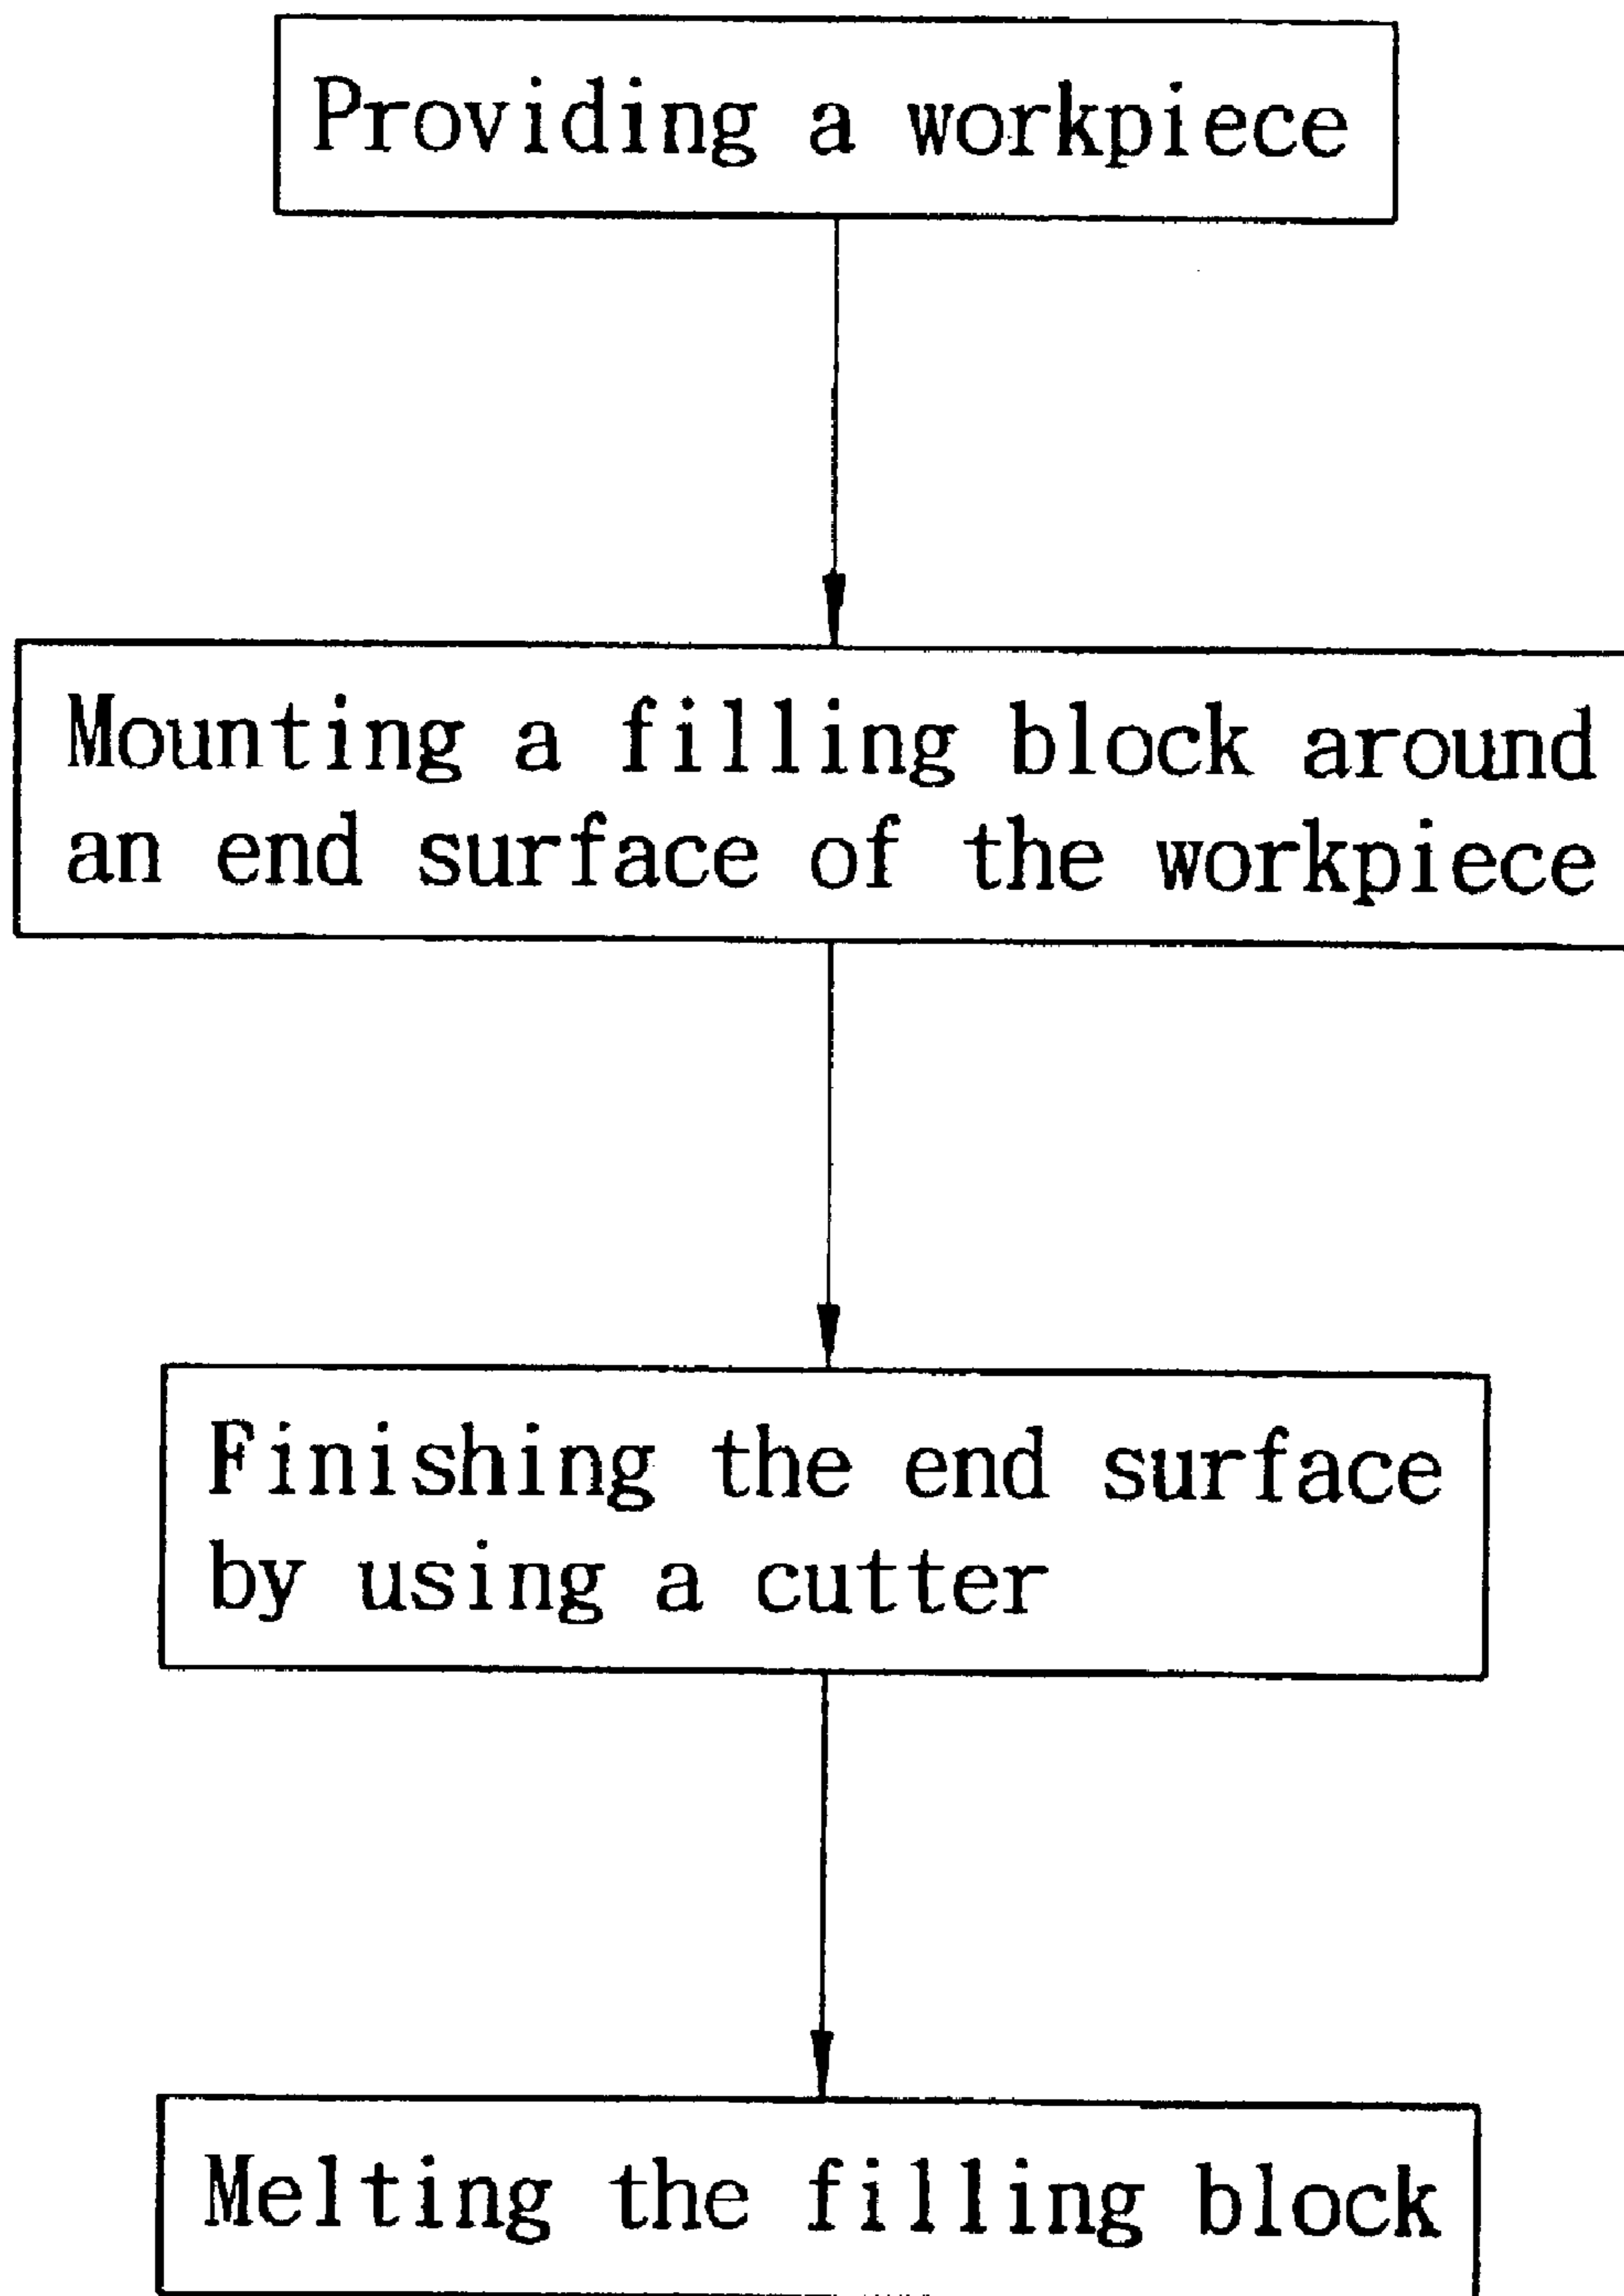 Providing a workpiece
Mounting a filling block around
an end surface of the workpiece
Finishing the end surface
by using a cutter
Melting the filling block